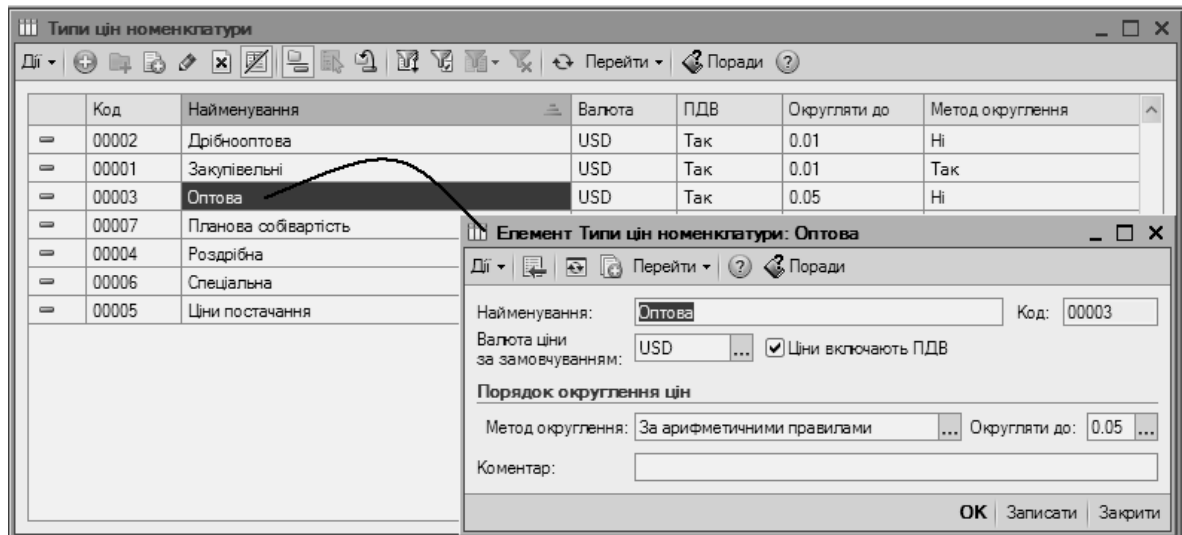 Типи цін номенклатури
Дії Перейти Поради
Код Найменування Валюта ПДВ Округляти до Метод округлення
00002 Дрібнооптова USD Так 0.01 Ні
00001 Закупівельні USD Так 0.01 Так
00003 Оптова USD Так 0.05 Ні
00007 Планова собівартість
00004 Роздрібна
00006 Спеціальна
00005 Ціни постачання
Елемент Типи цін номенклатури: Оптова
Дії Перейти Поради
Найменування: Оптова Код: 00003
Валюта ціни
за замовчуванням: USD ... Ціни включають ПДВ
Порядок округлення цін
Метод округлення: За арифметичними правилами ... Округляти до: 0.05 ...
Коментар:
OK Записати Закрити